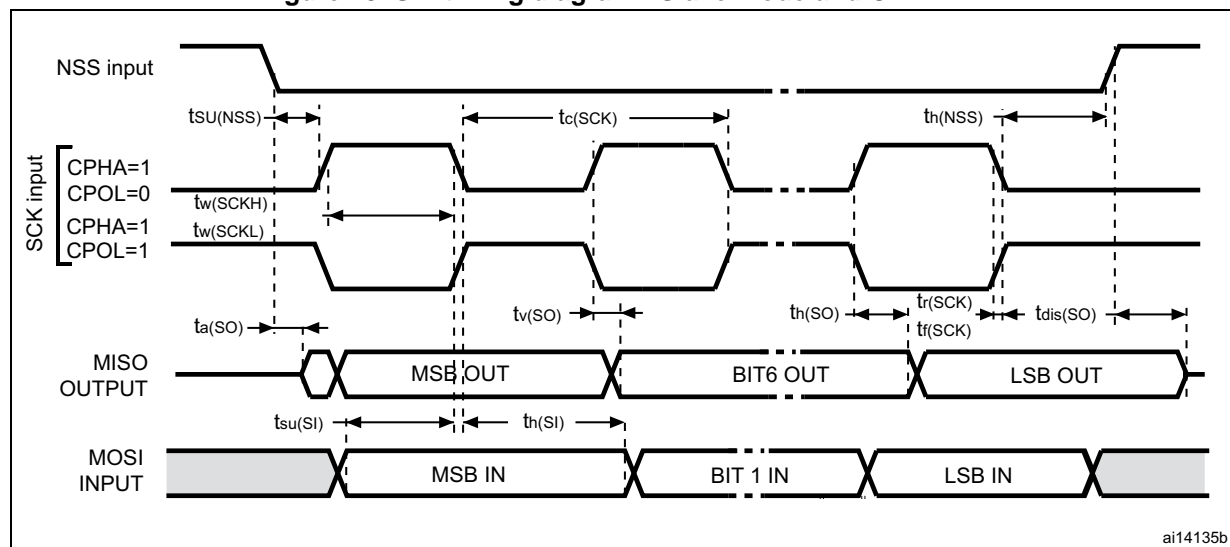 NSS input
tSU(NSS)
tc(SCK)
th(NSS)
SCK input
CPHA=1
CPOL=0
tw(SCKH)
CPHA=1
tw(SCKL)
CPOL=1
ta(SO)
tv(SO)
th(SO)
tr(SCK)
tf(SCK)
tdis(SO)
MISO
OUTPUT
MSB OUT
BIT6 OUT
LSB OUT
tsu(SI)
th(SI)
MOSI
INPUT
MSB IN
BIT 1 IN
LSB IN
ai14135b